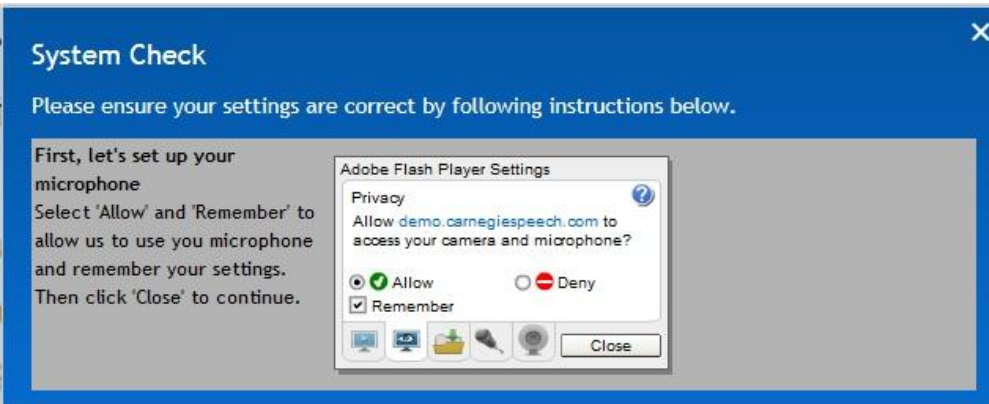 System Check
Please ensure your settings are correct by following instructions below.
First, let's set up your
microphone
Select 'Allow' and 'Remember' to
allow us to use you microphone
and remember your settings.
Then click 'Close' to continue.
Adobe Flash Player Settings
Privacy
Allow demo.carnegiespeech.com to
access your camera and microphone?
Allow
Deny
Remember
Close